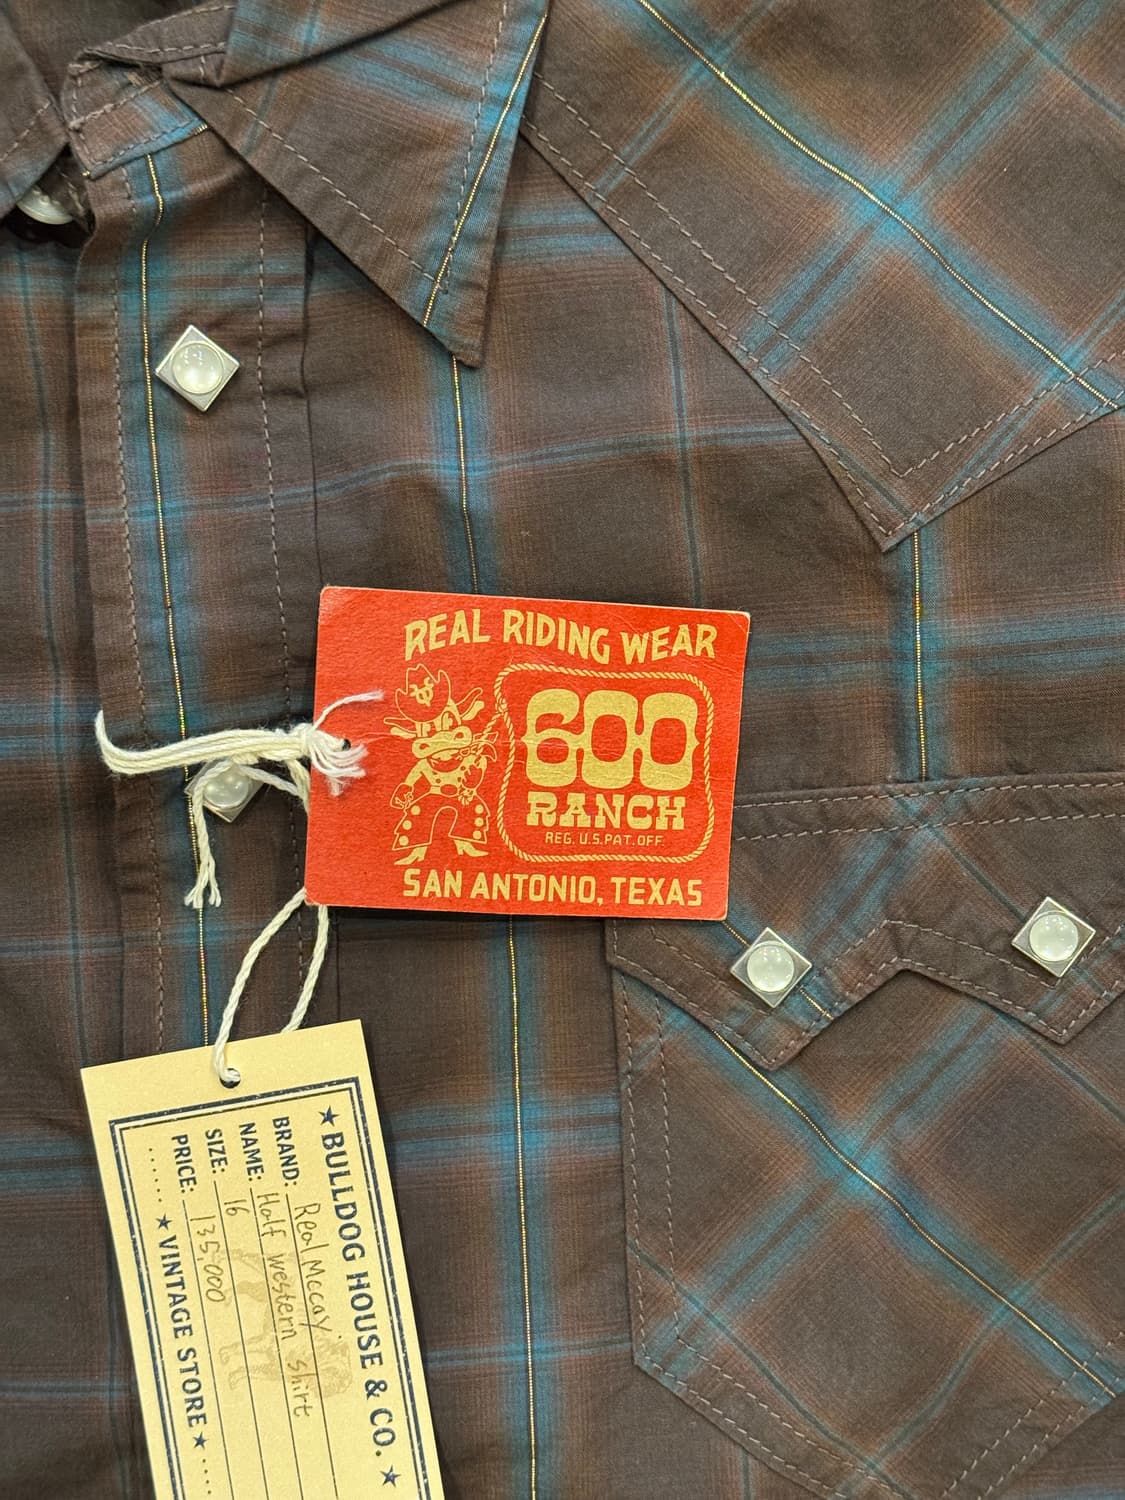 REAL RIDING WEAR
600
RANCH
REG. U.S. PAT. OFF.
SAN ANTONIO, TEXAS
★ BULLDOG HOUSE & CO. ★
BRAND: Real Mccoy.
NAME: Half western shirt
SIZE: 16
PRICE: 135,000
..... ★ VINTAGE STORE ★ ....